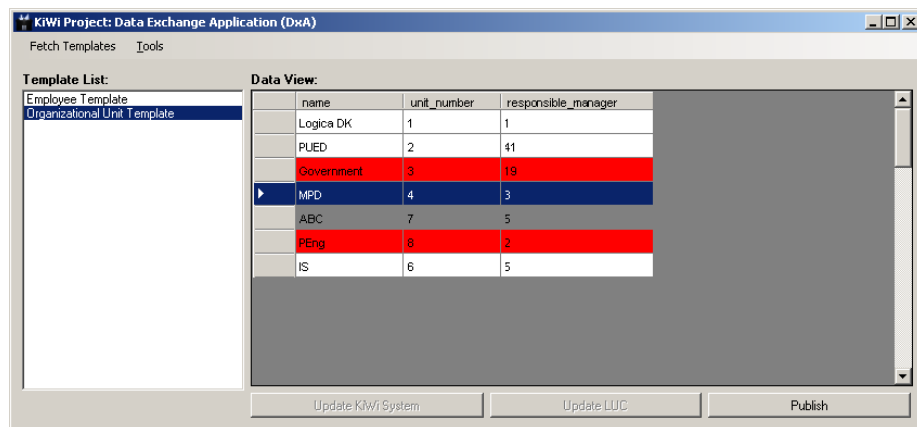 KiWi Project: Data Exchange Application (DxA)
Fetch Templates Tools
Template List: Data View:
Employee Template
Organizational Unit Template
name unit_number responsible_manager
Logica DK 1 1
PUED 2 41
Government 3 19
MPD 4 3
ABC 7 5
PEng 8 2
IS 6 5
Update KiWi System Update LUC Publish